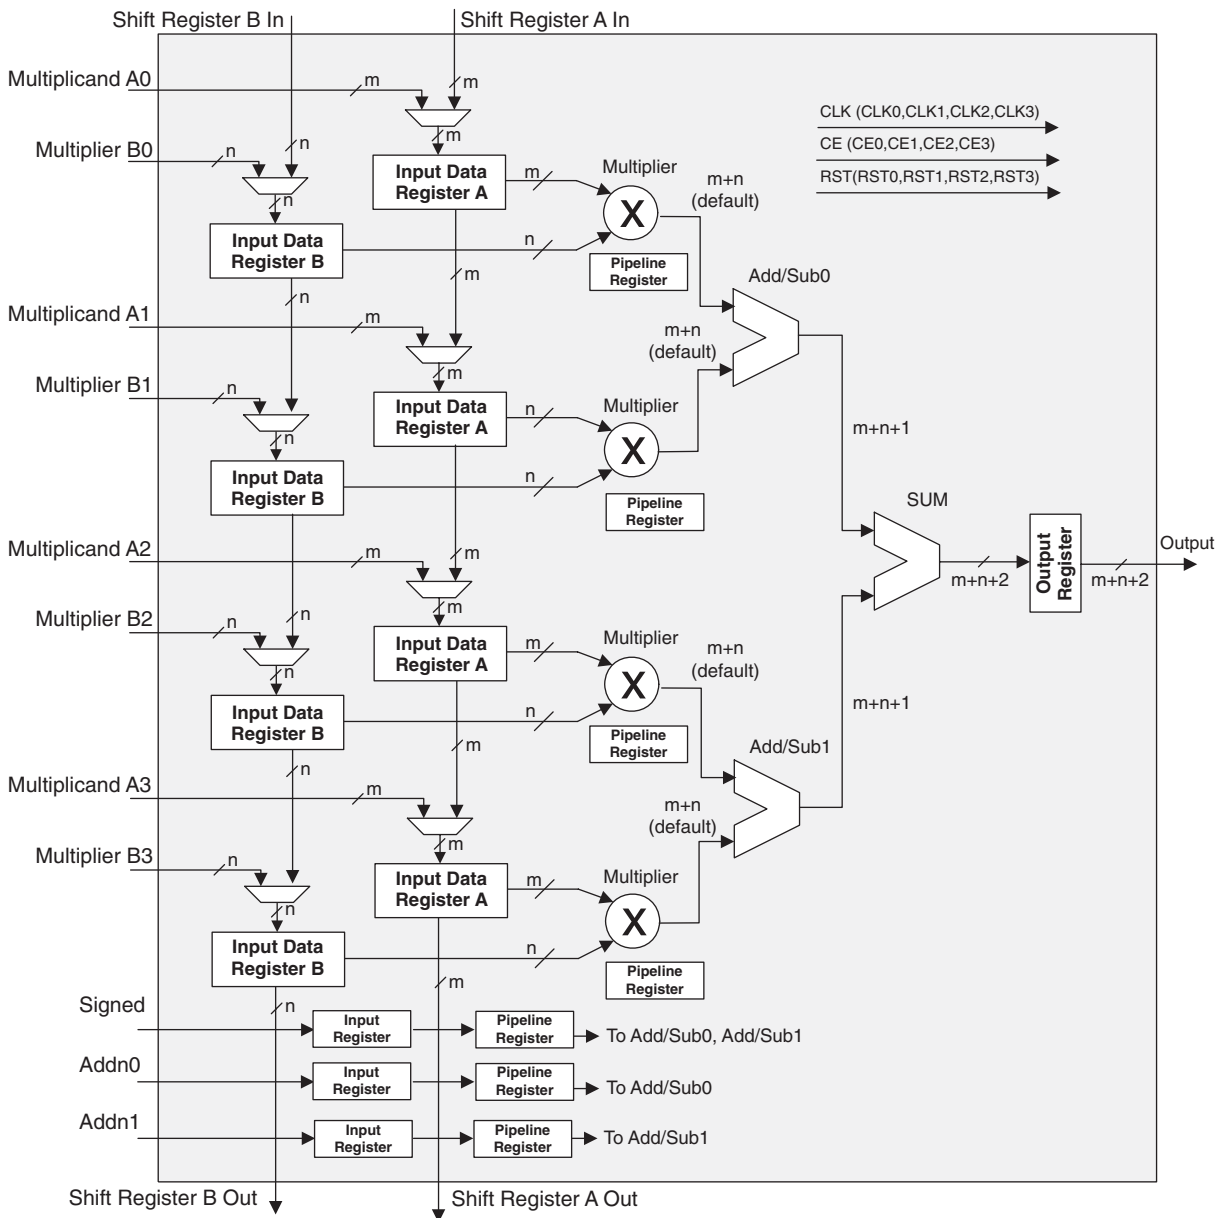 Shift Register B In
Shift Register A In
Multiplicand A0
m
m
CLK (CLK0,CLK1,CLK2,CLK3)
m
Multiplier B0
n
n
CE (CE0,CE1,CE2,CE3)
Input Data
Register A
m
Multiplier
m+n
(default)
RST(RST0,RST1,RST2,RST3)
n
X
Input Data
Register B
n
Pipeline
Register
m
Add/Sub0
n
Multiplicand A1
m
m+n
(default)
m
Multiplier B1
n
Input Data
Register A
n
Multiplier
m+n+1
n
X
Input Data
Register B
n
Pipeline
Register
SUM
Multiplicand A2
m
m
Output
Register
Output
m+n+2
m+n+2
m
Multiplier B2
n
n
Input Data
Register A
m
Multiplier
m+n
(default)
n
X
m+n+1
Input Data
Register B
n
Pipeline
Register
m
Add/Sub1
n
Multiplicand A3
m
m+n
(default)
m
Multiplier B3
n
Input Data
Register A
m
Multiplier
n
X
Input Data
Register B
n
Pipeline
Register
m
n
Signed
Input
Register
Pipeline
Register
To Add/Sub0, Add/Sub1
Addn0
Input
Register
Pipeline
Register
To Add/Sub0
Addn1
Input
Register
Pipeline
Register
To Add/Sub1
Shift Register B Out
Shift Register A Out